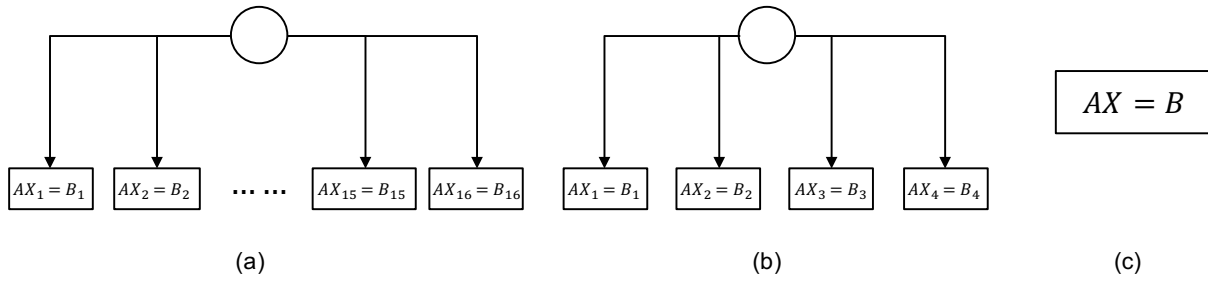 AX₁ = B₁
AX₂ = B₂
... ...
AX₁₅ = B₁₅
AX₁₆ = B₁₆
(a)
AX₁ = B₁
AX₂ = B₂
AX₃ = B₃
AX₄ = B₄
(b)
AX = B
(c)